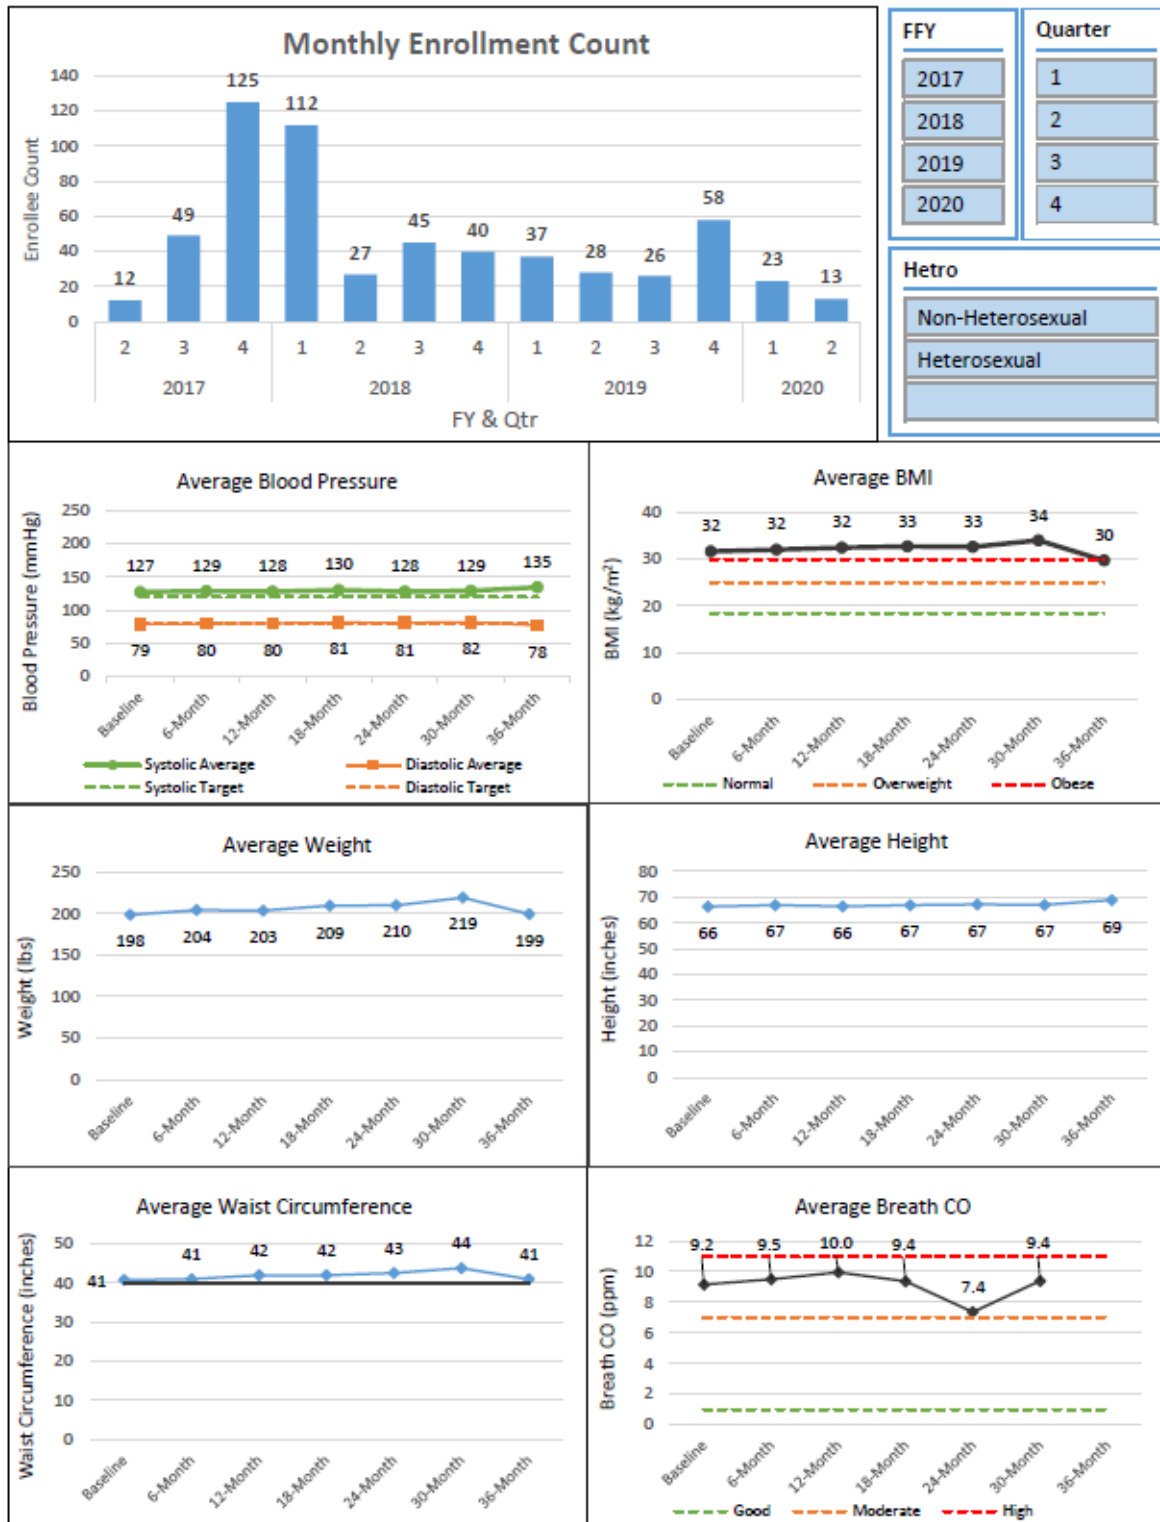 Monthly Enrollment Count
Enrollee Count
140
120
100
80
60
40
20
0
12
49
125
112
27
45
40
37
28
26
58
23
13
2 3 4 1 2 3 4 1 2 3 4 1 2
2017 2018 2019 2020
FY & Qtr
FFY
2017
2018
2019
2020
Quarter
1
2
3
4
Hetro
Non-Heterosexual
Heterosexual
Average Blood Pressure
Blood Pressure (mmHg)
250
200
150
100
50
0
127 129 128 130 128 129 135
79 80 80 81 81 82 78
Baseline 6-Month 12-Month 18-Month 24-Month 30-Month 36-Month
Systolic Average Diastolic Average
Systolic Target Diastolic Target
Average BMI
BMI (kg/m²)
40
30
20
10
0
32 32 32 33 33 34 30
Baseline 6-Month 12-Month 18-Month 24-Month 30-Month 36-Month
Normal Overweight Obese
Average Weight
Weight (lbs)
250
200
150
100
50
0
198 204 203 209 210 219 199
Baseline 6-Month 12-Month 18-Month 24-Month 30-Month 36-Month
Average Height
Height (inches)
80
70
60
50
40
30
20
10
0
66 67 66 67 67 67 69
Baseline 6-Month 12-Month 18-Month 24-Month 30-Month 36-Month
Average Waist Circumference
Waist Circumference (inches)
50
40
30
20
10
0
41 41 42 42 43 44 41
Baseline 6-Month 12-Month 18-Month 24-Month 30-Month 36-Month
Average Breath CO
Breath CO (ppm)
12
10
8
6
4
2
0
9.2 9.5 10.0 9.4 7.4 9.4
Baseline 6-Month 12-Month 18-Month 24-Month 30-Month 36-Month
Good Moderate High